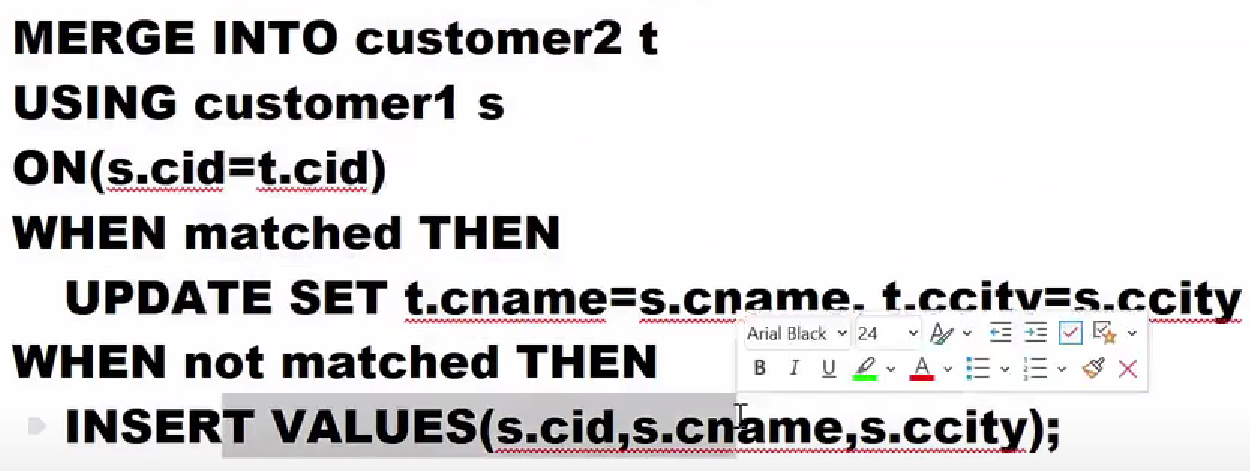 MERGE INTO customer2 t
USING customer1 s
ON(s.cid=t.cid)
WHEN matched THEN
UPDATE SET t.cname=s.cname, t.ccity=s.ccity
Arial Black 24
B I U A
WHEN not matched THEN
INSERT VALUES(s.cid,s.cname,s.ccity);